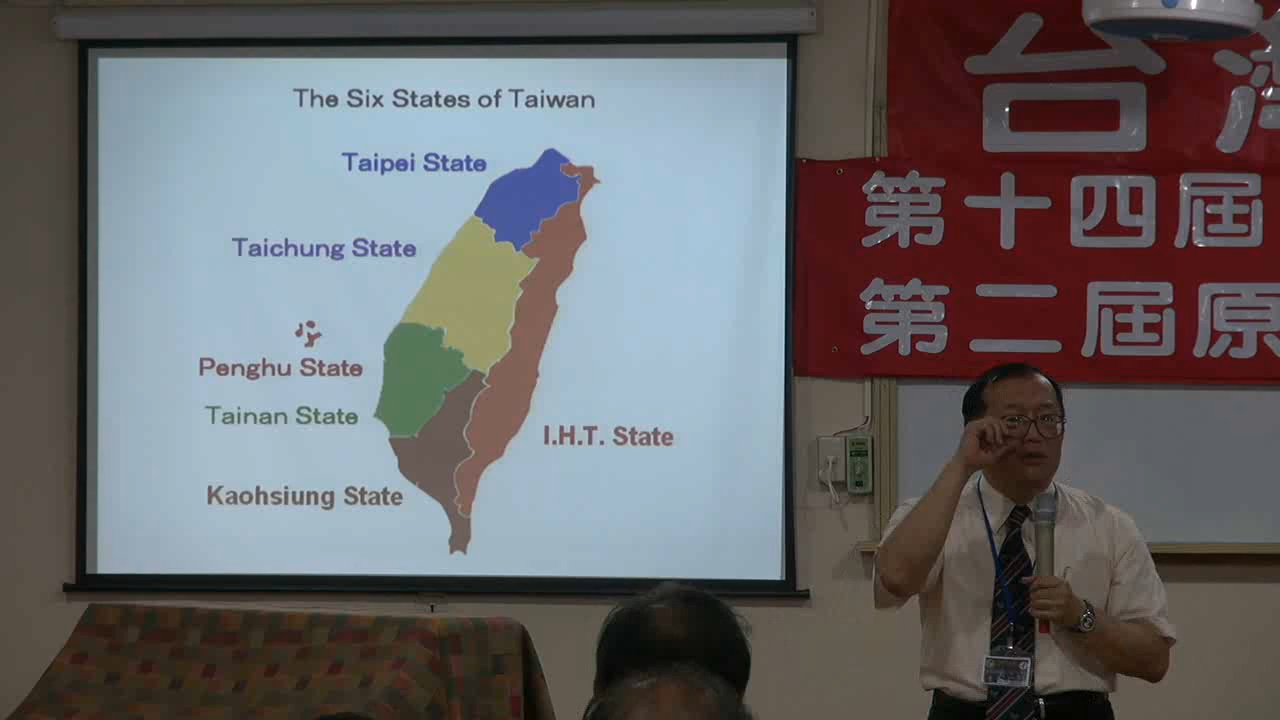 The Six States of Taiwan
Taipei State
Taichung State
Penghu State
Tainan State
I.H.T. State
Kaohsiung State
台灣
第十四屆
第二屆原